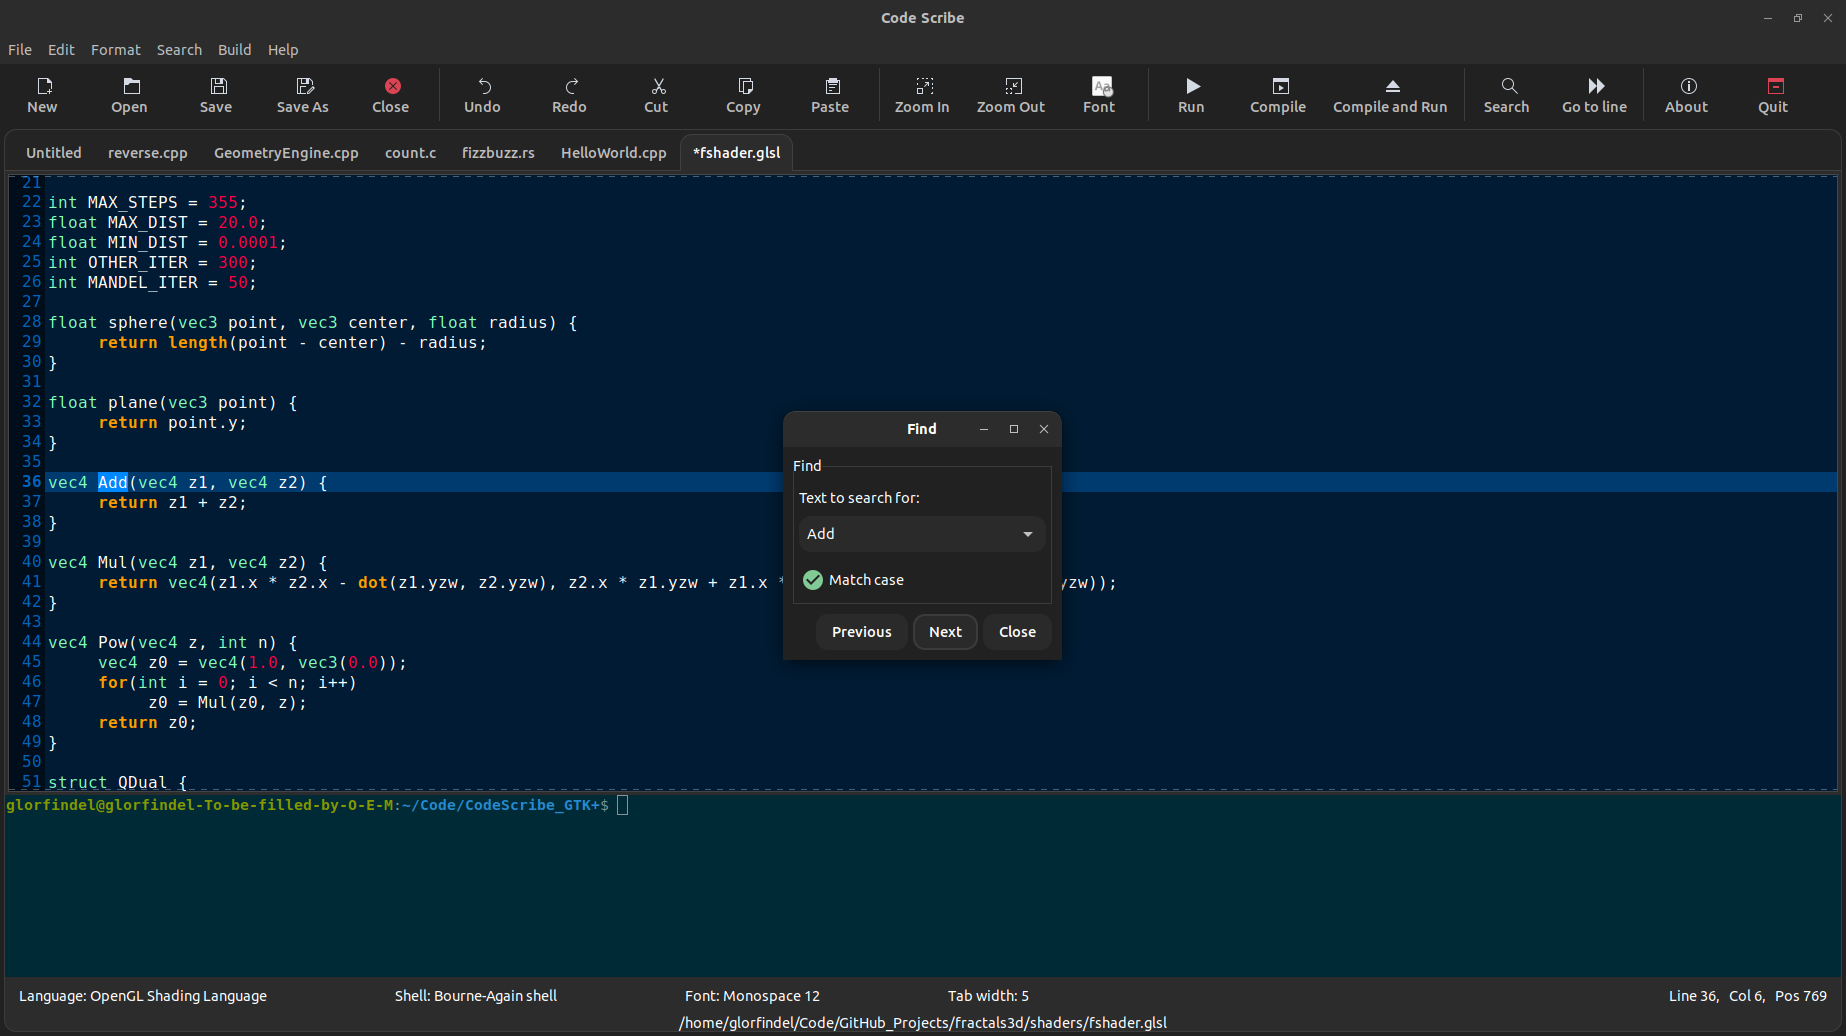 Code Scribe
File Edit Format Search Build Help
New Open Save Save As Close Undo Redo Cut Copy Paste Zoom In Zoom Out Font Run Compile Compile and Run Search Go to line About Quit
Untitled reverse.cpp GeometryEngine.cpp count.c fizzbuzz.rs HelloWorld.cpp *fshader.glsl
21
22 int MAX_STEPS = 355;
23 float MAX_DIST = 20.0;
24 float MIN_DIST = 0.0001;
25 int OTHER_ITER = 300;
26 int MANDEL_ITER = 50;
27
28 float sphere(vec3 point, vec3 center, float radius) {
29      return length(point - center) - radius;
30 }
31
32 float plane(vec3 point) {
33      return point.y;
34 }
35
36 vec4 Add(vec4 z1, vec4 z2) {
37      return z1 + z2;
38 }
39
40 vec4 Mul(vec4 z1, vec4 z2) {
41      return vec4(z1.x * z2.x - dot(z1.yzw, z2.yzw), z2.x * z1.yzw + z1.x * yzw));
42 }
43
44 vec4 Pow(vec4 z, int n) {
45      vec4 z0 = vec4(1.0, vec3(0.0));
46      for(int i = 0; i < n; i++)
47           z0 = Mul(z0, z);
48      return z0;
49 }
50
51 struct QDual {
Find
Find
Text to search for:
Add
Match case
Previous Next Close
glorfindel@glorfindel-To-be-filled-by-O-E-M:~/Code/CodeScribe_GTK+$
Language: OpenGL Shading Language Shell: Bourne-Again shell Font: Monospace 12 Tab width: 5 Line 36, Col 6, Pos 769
/home/glorfindel/Code/GitHub_Projects/fractals3d/shaders/fshader.glsl